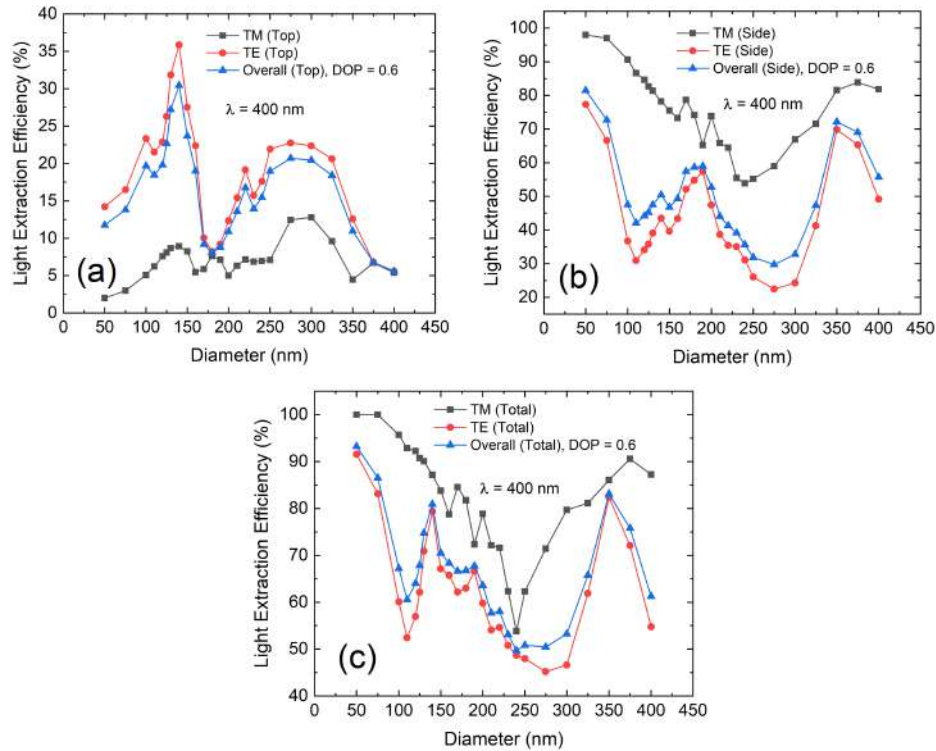 40
35
30
25
20
15
10
5
0
Light Extraction Efficiency (%)
TM (Top)
TE (Top)
Overall (Top), DOP = 0.6
λ = 400 nm
(a)
0 50 100 150 200 250 300 350 400 450
Diameter (nm)
100
90
80
70
60
50
40
30
20
Light Extraction Efficiency (%)
TM (Side)
TE (Side)
Overall (Side), DOP = 0.6
λ = 400 nm
(b)
0 50 100 150 200 250 300 350 400 450
Diameter (nm)
100
90
80
70
60
50
40
Light Extraction Efficiency (%)
TM (Total)
TE (Total)
Overall (Total), DOP = 0.6
λ = 400 nm
(c)
0 50 100 150 200 250 300 350 400 450
Diameter (nm)